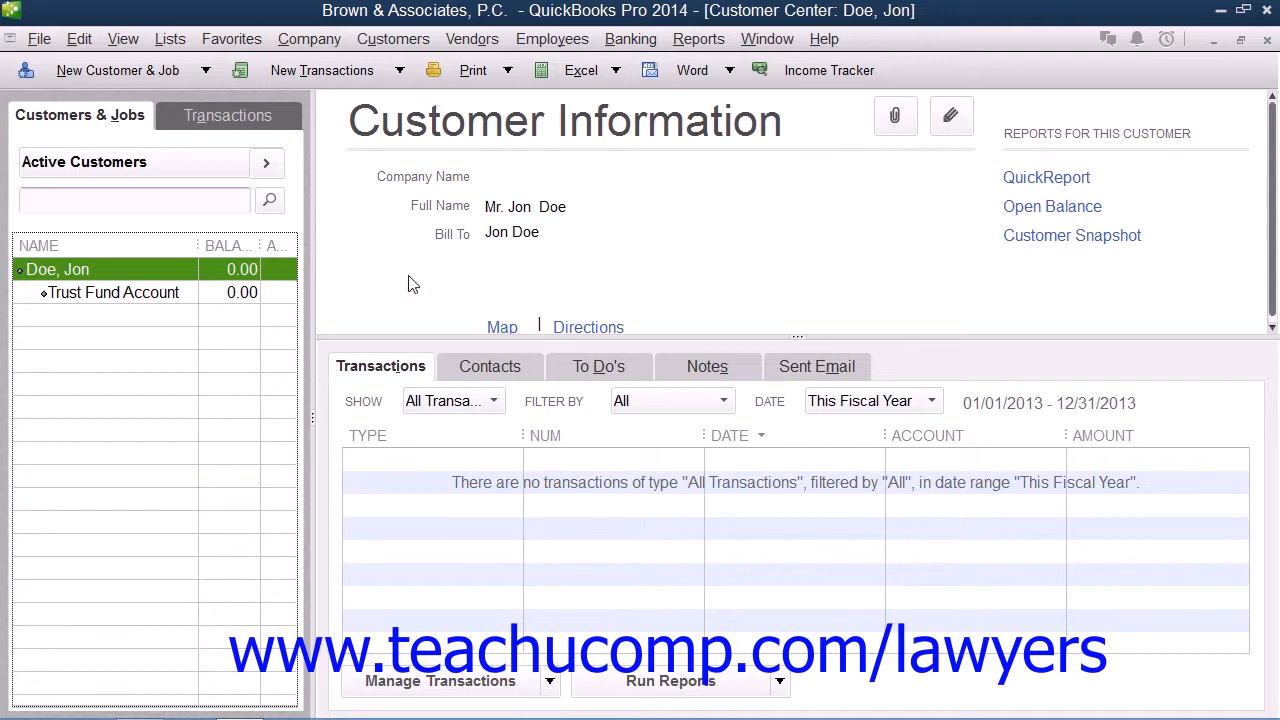 Brown & Associates, P.C. - QuickBooks Pro 2014 - [Customer Center: Doe, Jon]
File Edit View Lists Favorites Company Customers Vendors Employees Banking Reports Window Help
New Customer & Job New Transactions Print Excel Word Income Tracker
Customers & Jobs Transactions
Active Customers
NAME BALA... A...
Doe, Jon 0.00
Trust Fund Account 0.00
Customer Information
Company Name
Full Name Mr. Jon Doe
Bill To Jon Doe
Map Directions
REPORTS FOR THIS CUSTOMER
QuickReport
Open Balance
Customer Snapshot
Transactions Contacts To Do's Notes Sent Email
SHOW All Transa... FILTER BY All DATE This Fiscal Year 01/01/2013 - 12/31/2013
TYPE NUM DATE ACCOUNT AMOUNT
There are no transactions of type "All Transactions", filtered by "All", in date range "This Fiscal Year".
www.teachucomp.com/lawyers
Manage Transactions Run Reports